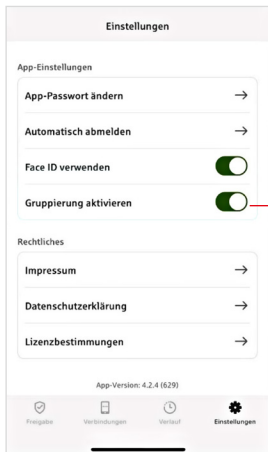 Einstellungen
App-Einstellungen
App-Passwort ändern
Automatisch abmelden
Face ID verwenden
Gruppierung aktivieren
Rechtliches
Impressum
Datenschutzerklärung
Lizenzbestimmungen
App-Version: 4.2.4 (629)
Freigabe Verbindungen Verlauf Einstellungen